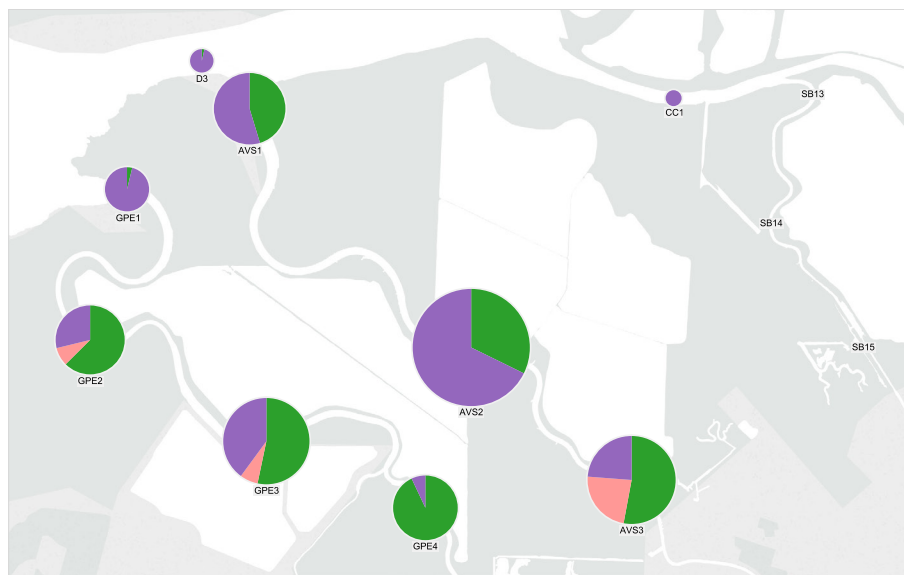 D3
SB13
CC1
AVS1
GPE1
SB14
SB15
GPE2
AVS2
GPE3
AVS3
GPE4